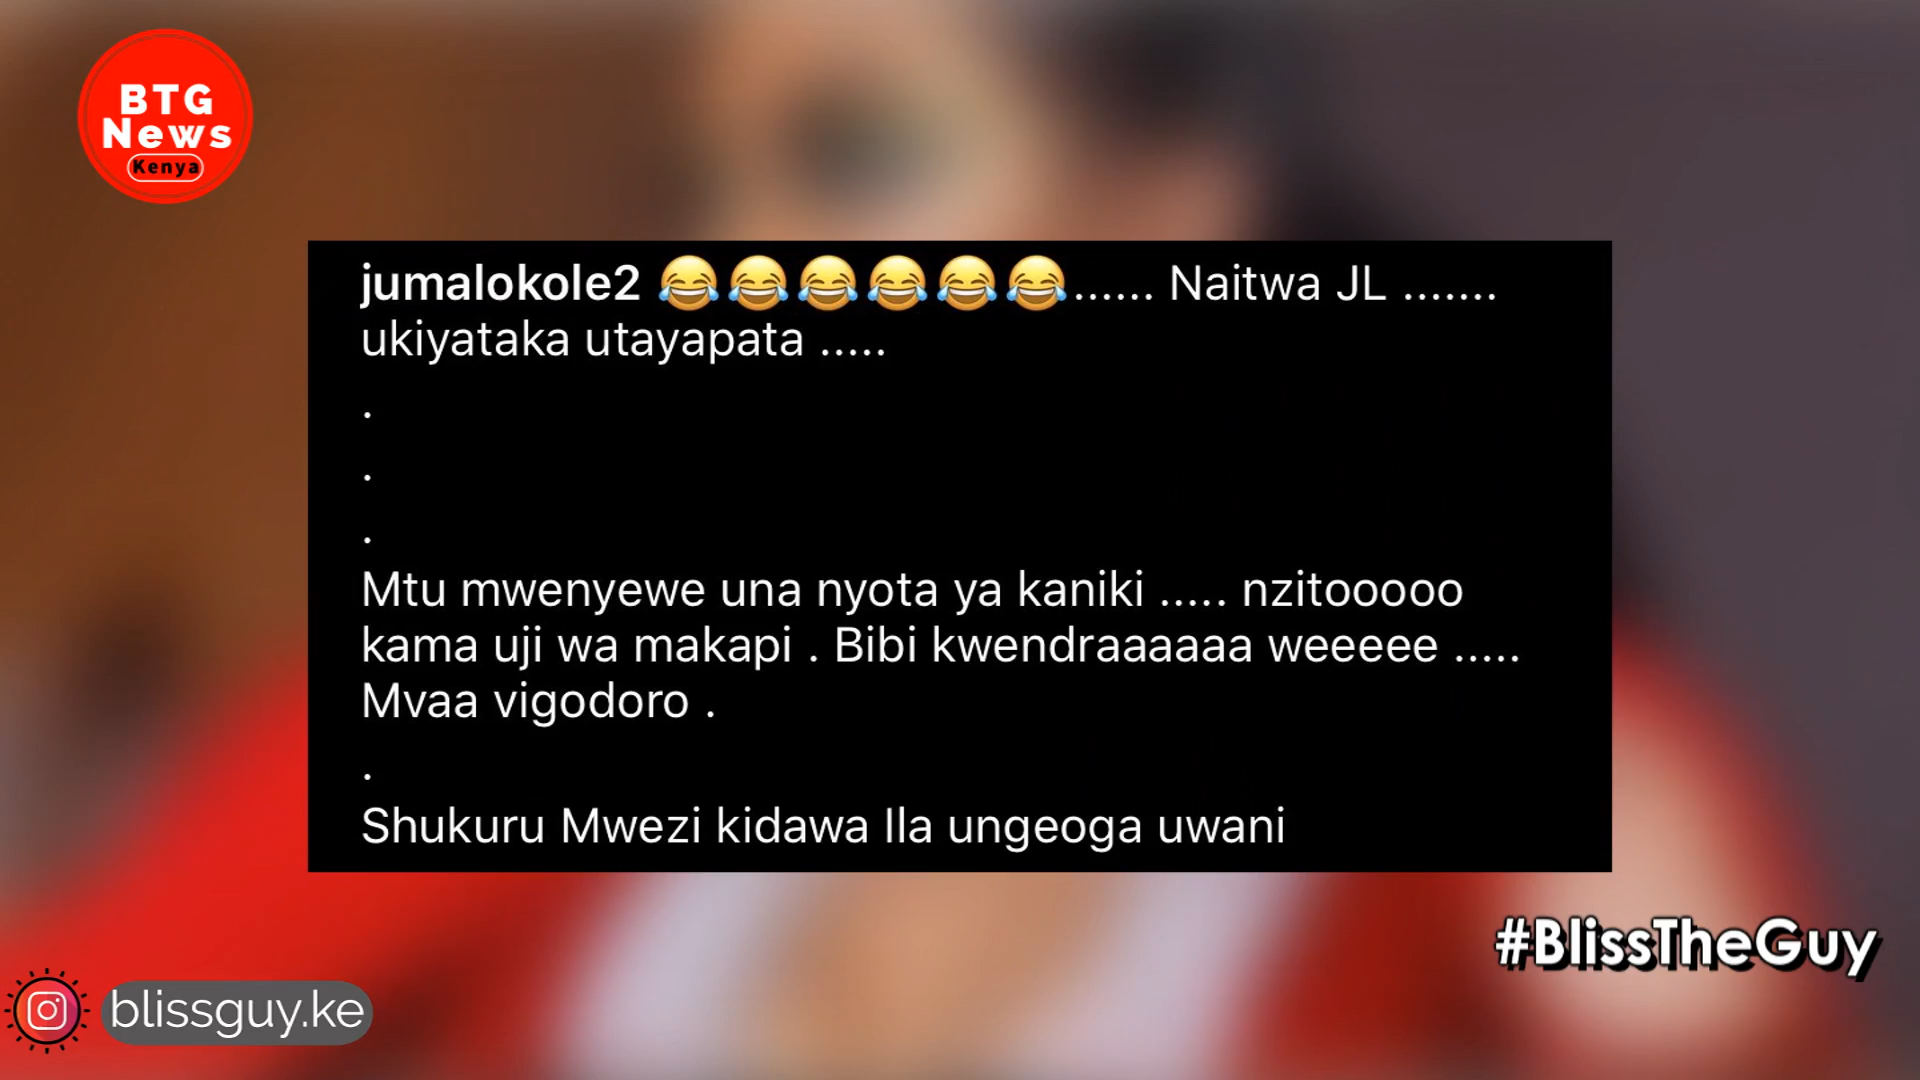 BTG
News
Kenya
jumalokole2 😂😂😂😂😂😂...... Naitwa JL .......
ukiyataka utayapata .....
.
.
.
Mtu mwenyewe una nyota ya kaniki ..... nzitooooo
kama uji wa makapi . Bibi kwendraaaaaa weeeee .....
Mvaa vigodoro .
.
Shukuru Mwezi kidawa Ila ungeoga uwani
#BlissTheGuy
blissguy.ke